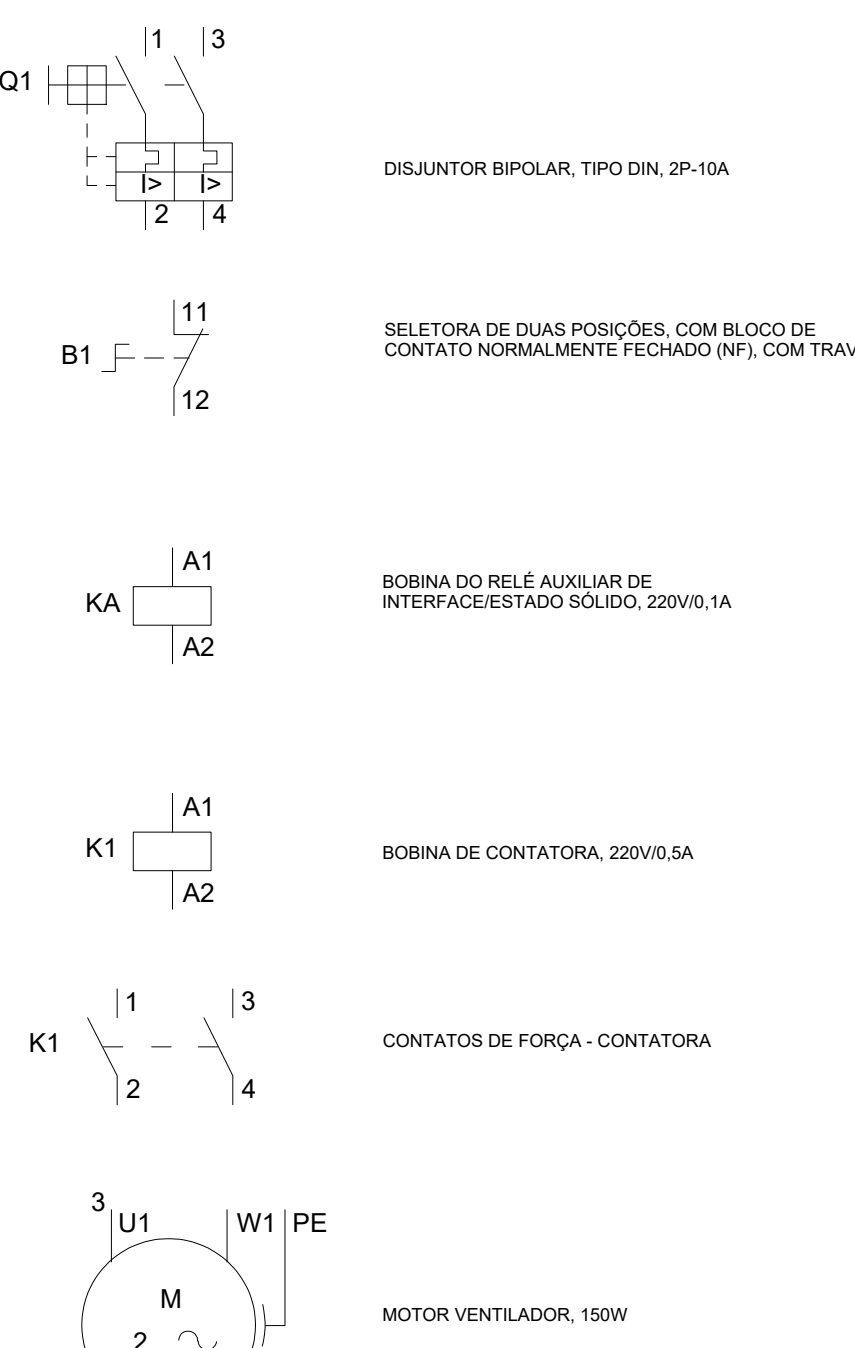 1 3
Q1
DISJUNTOR BIPOLAR, TIPO DIN, 2P-10A
I> I>
2 4
11
SELETORA DE DUAS POSIÇÕES, COM BLOCO DE
B1
CONTATO NORMALMENTE FECHADO (NF), COM TRAV
12
A1
BOBINA DO RELÉ AUXILIAR DE
KA
INTERFACE/ESTADO SÓLIDO, 220V/0,1A
A2
A1
K1
BOBINA DE CONTATORA, 220V/0,5A
A2
1 3
K1
CONTATOS DE FORÇA - CONTATORA
2 4
3
U1 W1 PE
M
MOTOR VENTILADOR, 150W
2